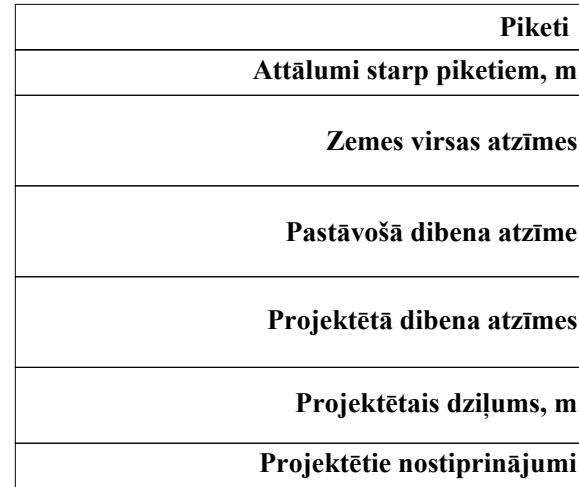 Piketi
Attālumi starp piketiem, m
Zemes virsas atzīmes
Pastāvošā dibena atzīme
Projektētā dibena atzīmes
Projektētais dziļums, m
Projektētie nostiprinājumi